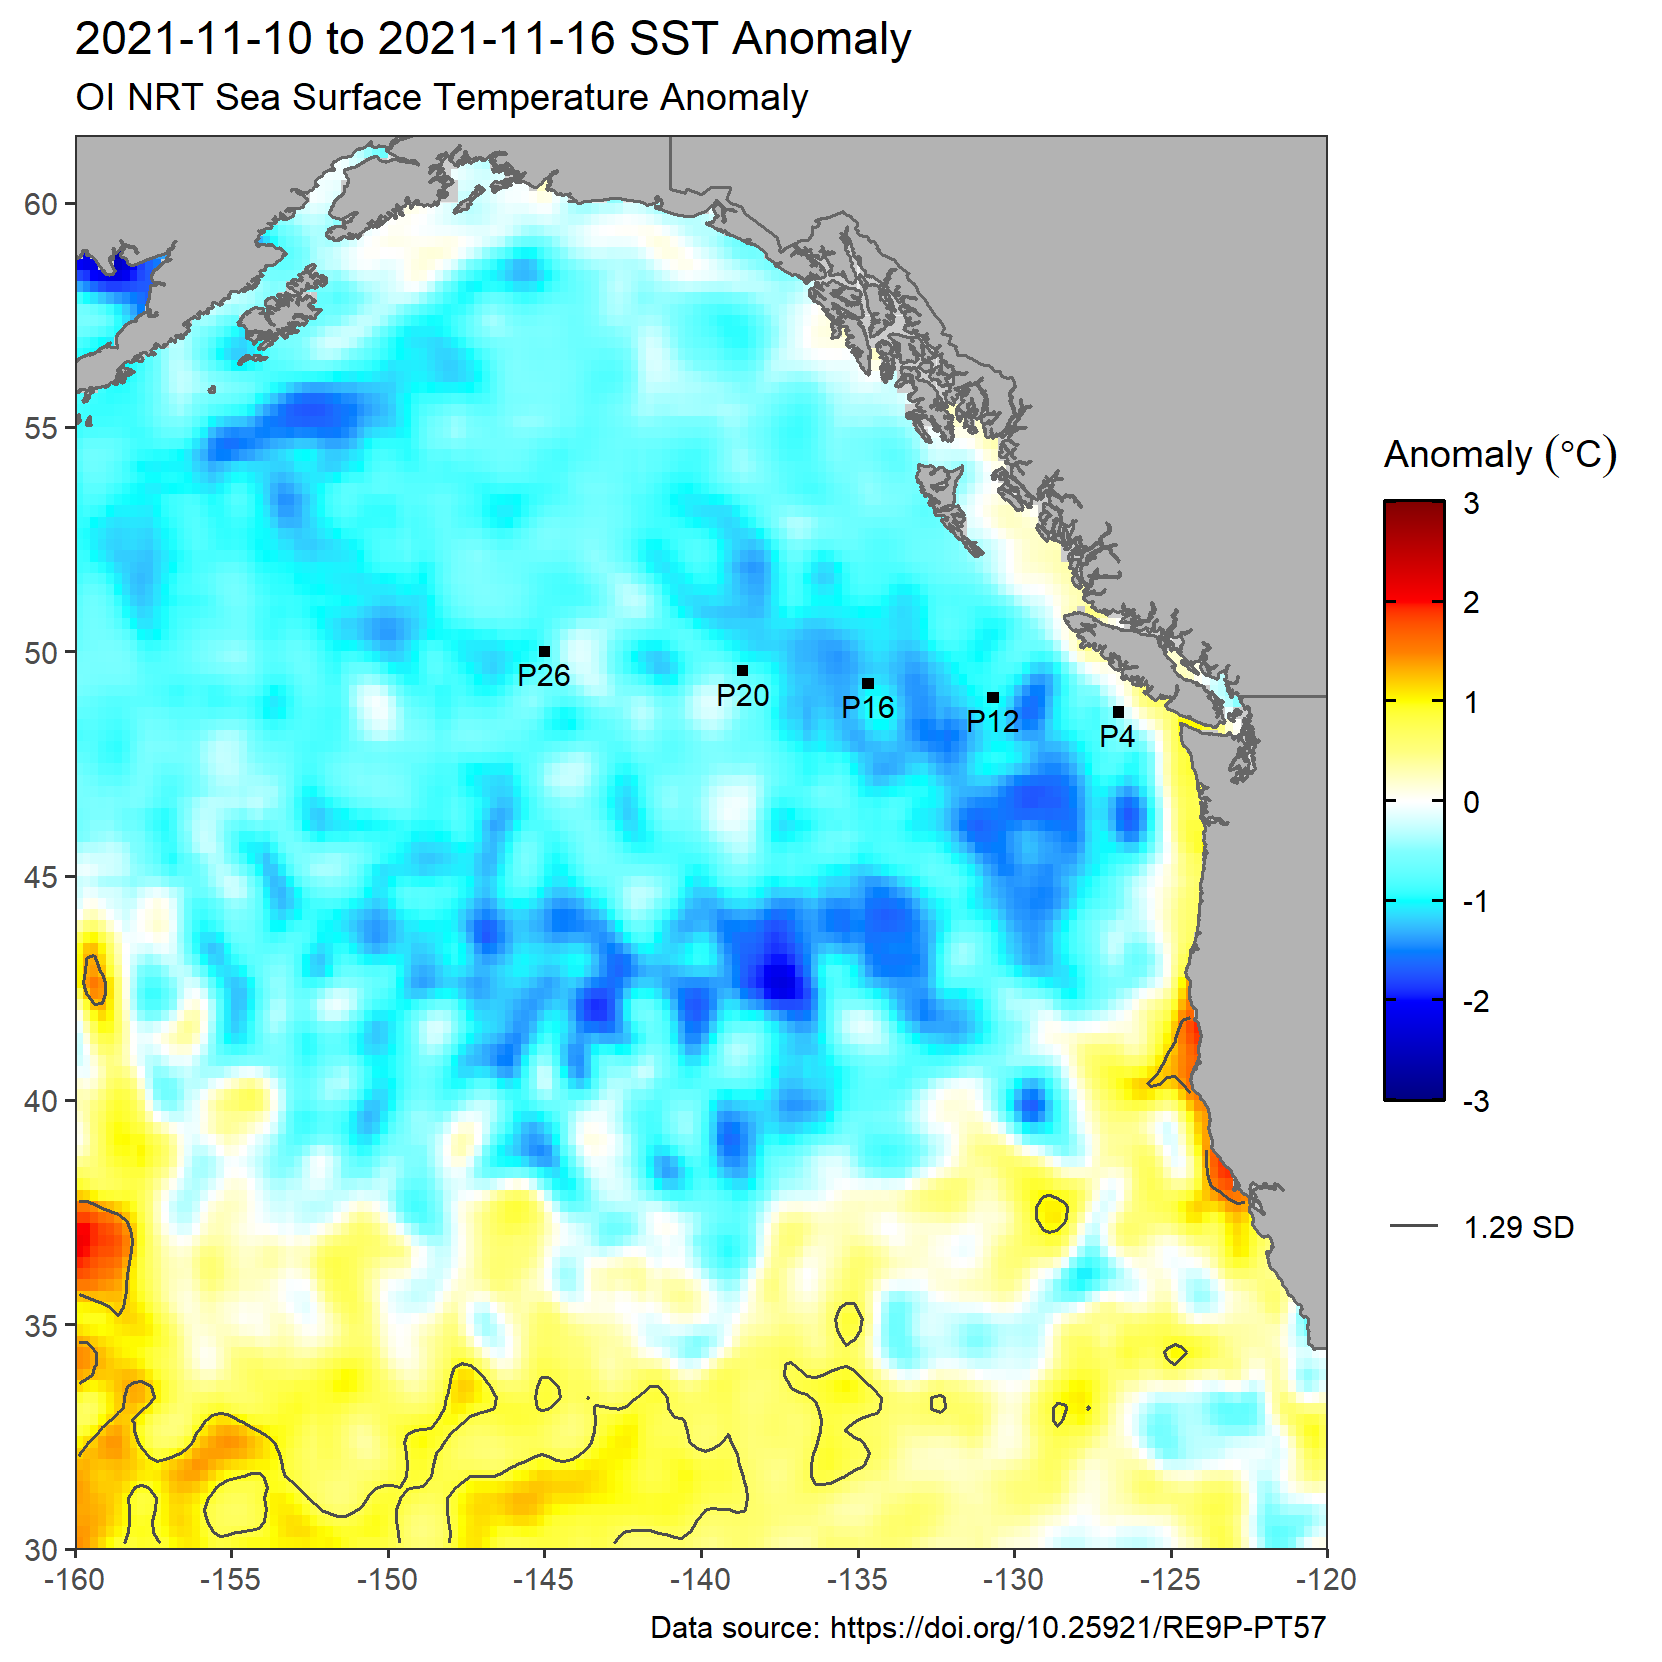 2021-11-10 to 2021-11-16 SST Anomaly
OI NRT Sea Surface Temperature Anomaly
60
55
50
45
40
35
30
P26
P20
P16
P12
P4
-160
-155
-150
-145
-140
-135
-130
-125
-120
Anomaly (°C)
3
2
1
0
-1
-2
-3
1.29 SD
Data source: https://doi.org/10.25921/RE9P-PT57